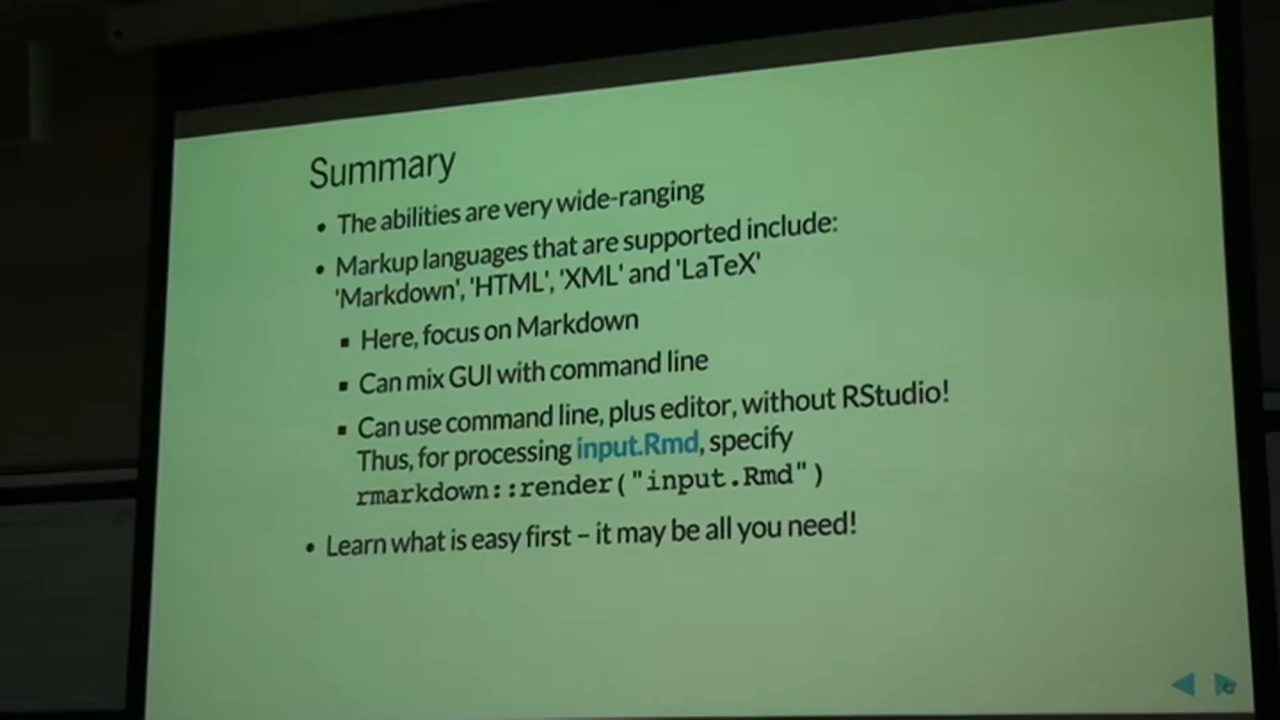 Summary
• The abilities are very wide-ranging
• Markup languages that are supported include:
'Markdown', 'HTML', 'XML' and 'LaTeX'
▪ Here, focus on Markdown
▪ Can mix GUI with command line
▪ Can use command line, plus editor, without RStudio!
Thus, for processing input.Rmd, specify
rmarkdown::render("input.Rmd")
• Learn what is easy first – it may be all you need!